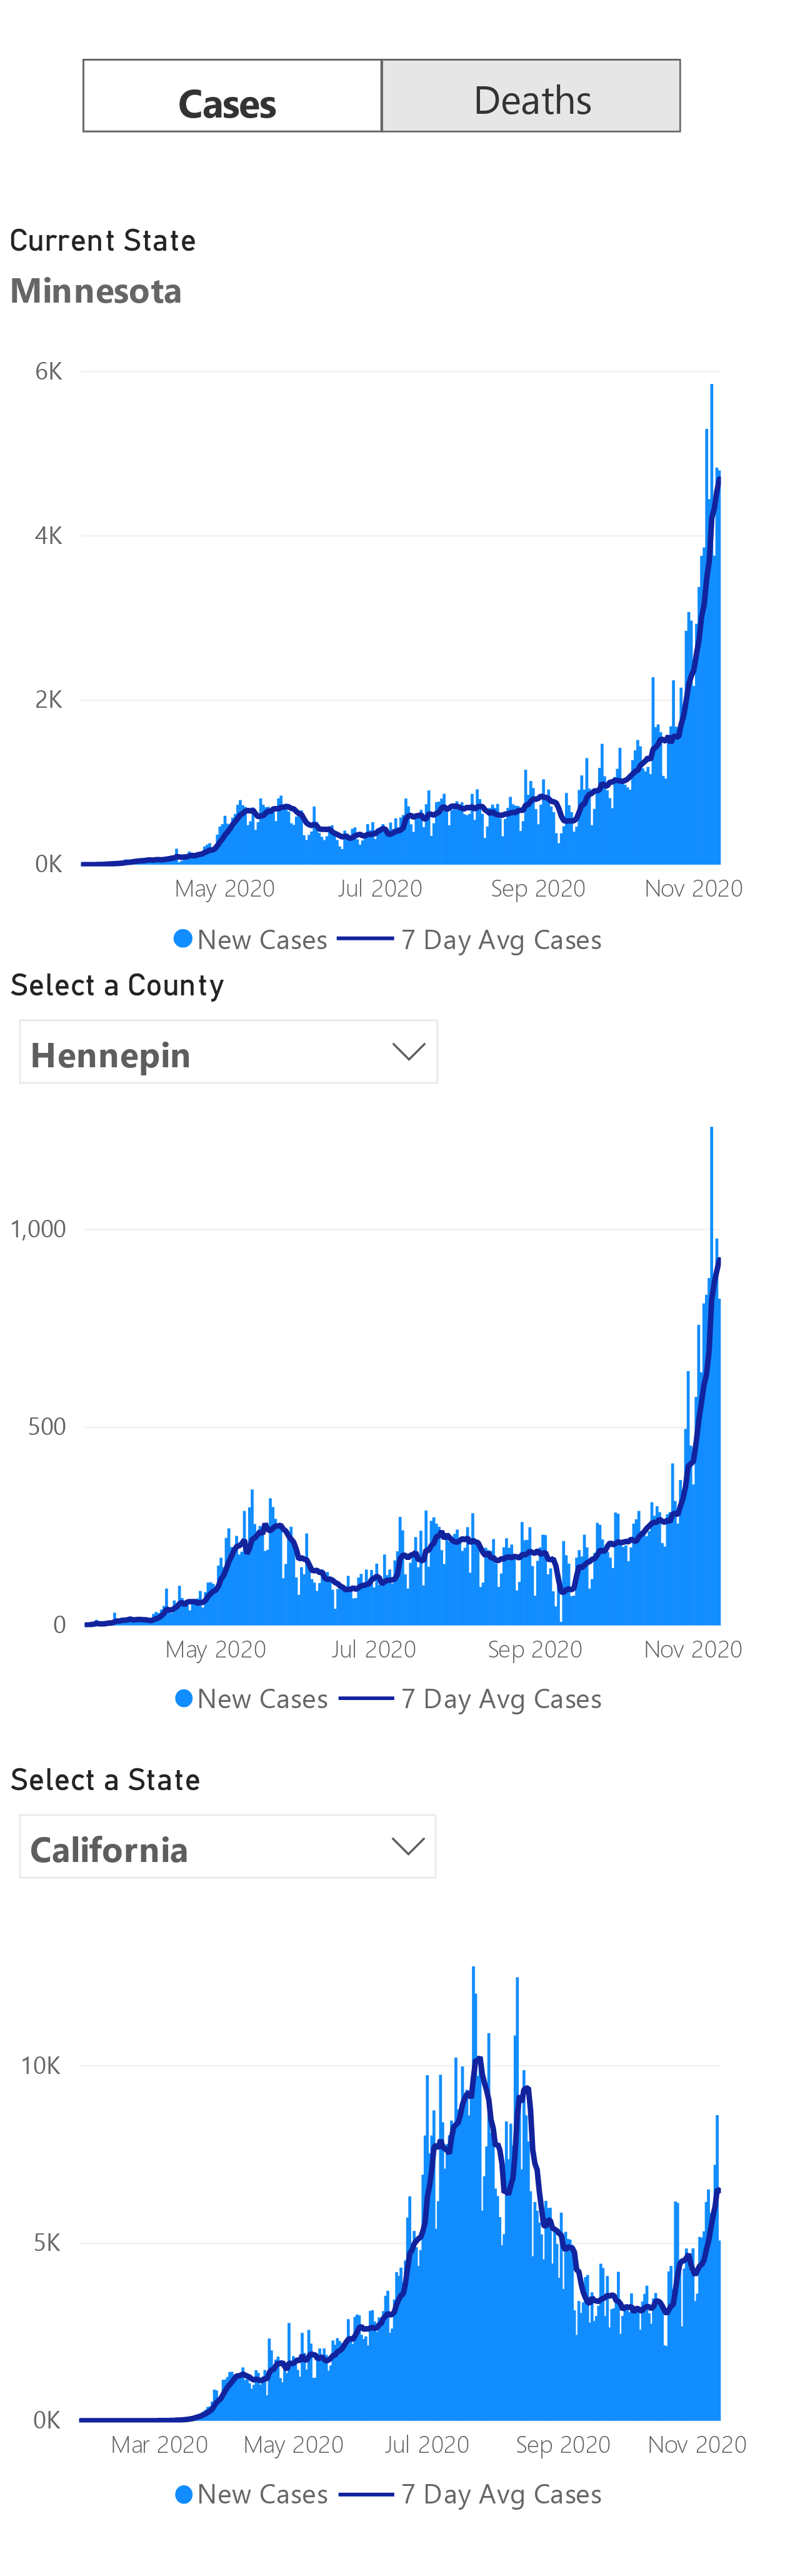 Cases Deaths
Current State
Minnesota
6K
4K
2K
0K
May 2020 Jul 2020 Sep 2020 Nov 2020
New Cases 7 Day Avg Cases
Select a County
Hennepin
1,000
500
0
May 2020 Jul 2020 Sep 2020 Nov 2020
New Cases 7 Day Avg Cases
Select a State
California
10K
5K
0K
Mar 2020 May 2020 Jul 2020 Sep 2020 Nov 2020
New Cases 7 Day Avg Cases